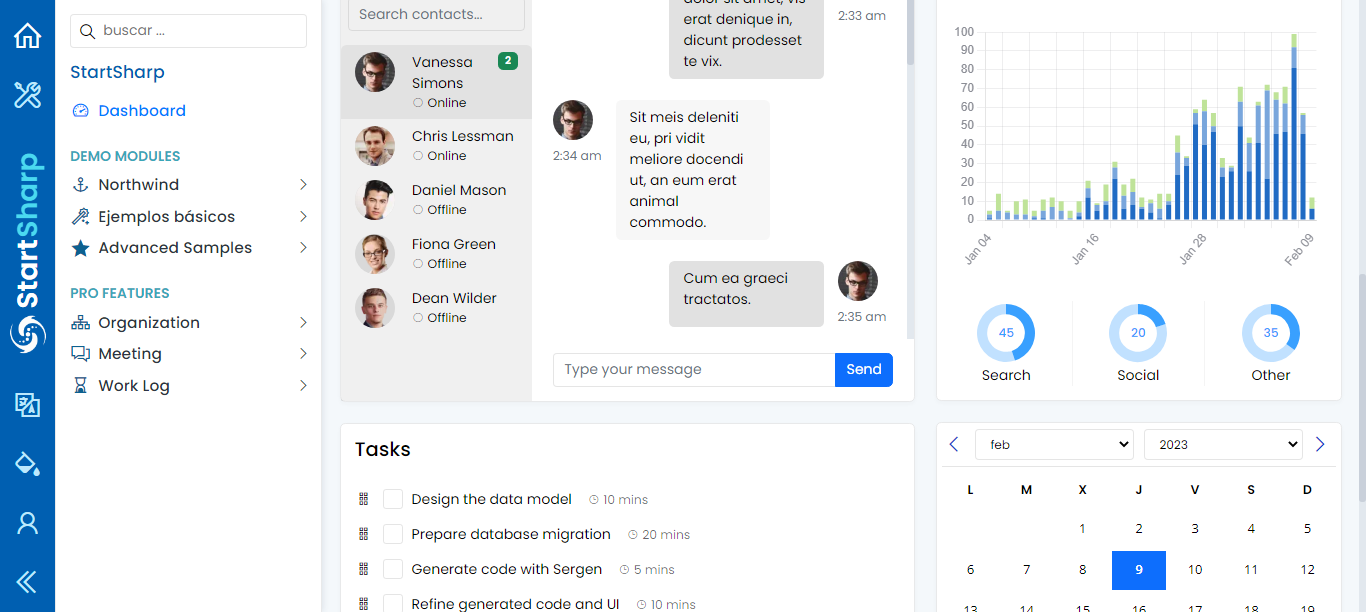 StartSharp
buscar ...
StartSharp
Dashboard
DEMO MODULES
Northwind
Ejemplos básicos
Advanced Samples
PRO FEATURES
Organization
Meeting
Work Log
Search contacts...
Vanessa
Simons
2
Online
Chris Lessman
Online
Daniel Mason
Offline
Fiona Green
Offline
Dean Wilder
Offline
dolor sit amet, vis
erat denique in,
dicunt prodesset
te vix.
2:33 am
Sit meis deleniti
eu, pri vidit
meliore docendi
ut, an eum erat
animal
commodo.
2:34 am
Cum ea graeci
tractatos.
2:35 am
Type your message
Send
Tasks
Design the data model 10 mins
Prepare database migration 20 mins
Generate code with Sergen 5 mins
Refine generated code and UI 10 mins
100
90
80
70
60
50
40
30
20
10
0
Jan 04 Jan 16 Jan 28 Feb 09
45 20 35
Search Social Other
feb 2023
L M X J V S D
1 2 3 4 5
6 7 8 9 10 11 12
13 14 15 16 17 18 19